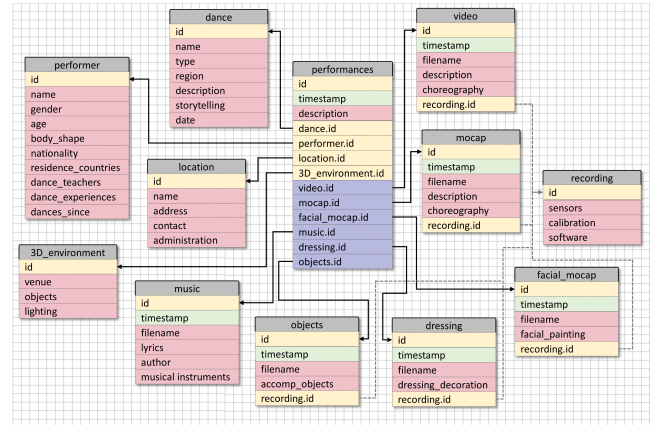 dance
id
name
type
region
description
storytelling
date
video
id
timestamp
filename
description
choreography
recording.id
performer
id
name
gender
age
body_shape
nationality
residence_countries
dance_teachers
dance_experiences
dances_since
performances
id
timestamp
description
dance.id
performer.id
location.id
3D_environment.id
video.id
mocap.id
facial_mocap.id
music.id
dressing.id
objects.id
mocap
id
timestamp
filename
description
choreography
recording.id
location
id
name
address
contact
administration
recording
id
sensors
calibration
software
3D_environment
id
venue
objects
lighting
music
id
timestamp
filename
lyrics
author
musical instruments
facial_mocap
id
timestamp
filename
facial_painting
recording.id
objects
id
timestamp
filename
accomp_objects
recording.id
dressing
id
timestamp
filename
dressing_decoration
recording.id